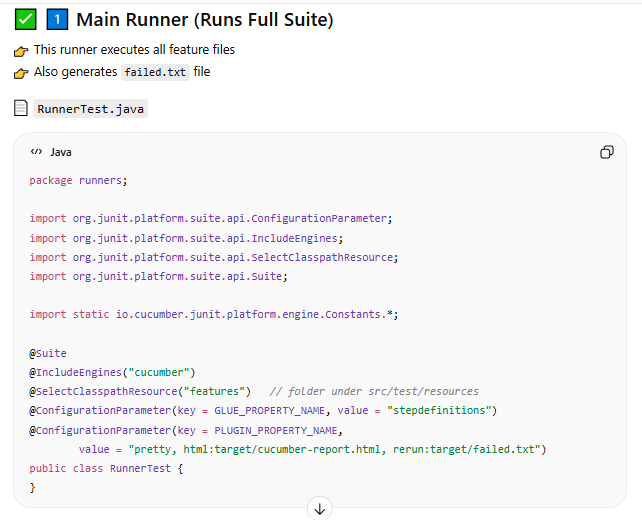 ✅ 1️⃣ Main Runner (Runs Full Suite)
👉 This runner executes all feature files
👉 Also generates failed.txt file
📄 RunnerTest.java
</> Java
package runners;
import org.junit.platform.suite.api.ConfigurationParameter;
import org.junit.platform.suite.api.IncludeEngines;
import org.junit.platform.suite.api.SelectClasspathResource;
import org.junit.platform.suite.api.Suite;
import static io.cucumber.junit.platform.engine.Constants.*;
@Suite
@IncludeEngines("cucumber")
@SelectClasspathResource("features")   // folder under src/test/resources
@ConfigurationParameter(key = GLUE_PROPERTY_NAME, value = "stepdefinitions")
@ConfigurationParameter(key = PLUGIN_PROPERTY_NAME,
        value = "pretty, html:target/cucumber-report.html, rerun:target/failed.txt")
public class RunnerTest {
}